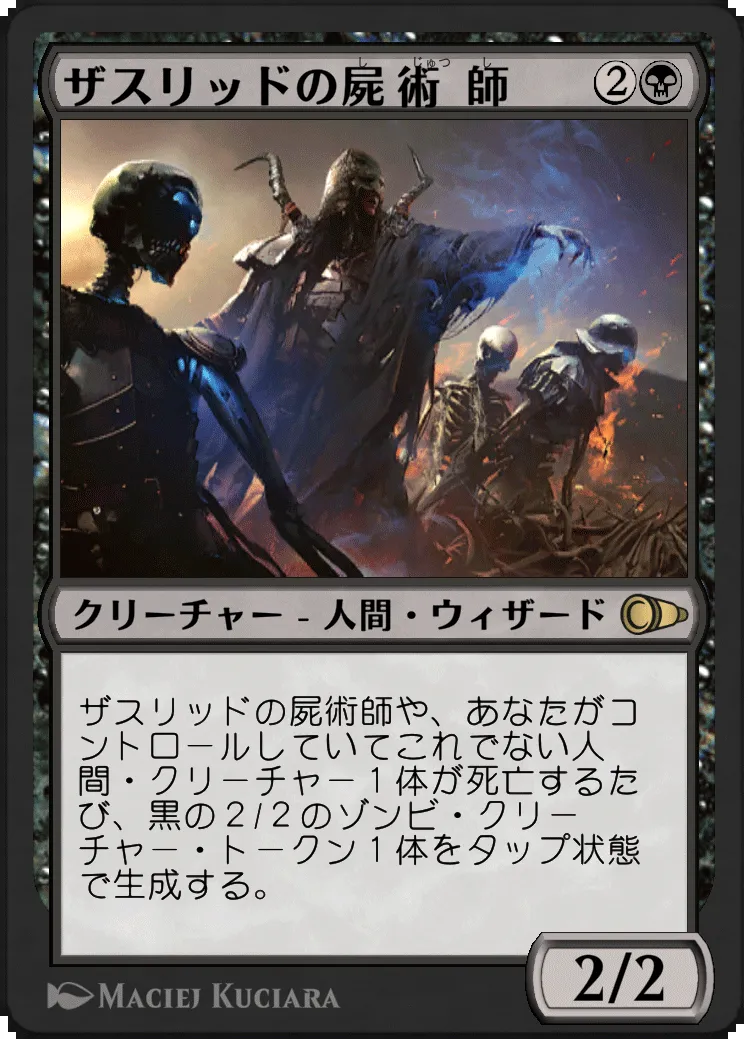 ザスリッドの屍術師 2
クリーチャー - 人間・ウィザード
ザスリッドの屍術師や、あなたがコ
ントロールしていてこれでない人
間・クリーチャー１体が死亡するた
び、黒の２/２のゾンビ・クリー
チャー・トークン１体をタップ状態
で生成する。
2/2
MACIEJ KUCIARA